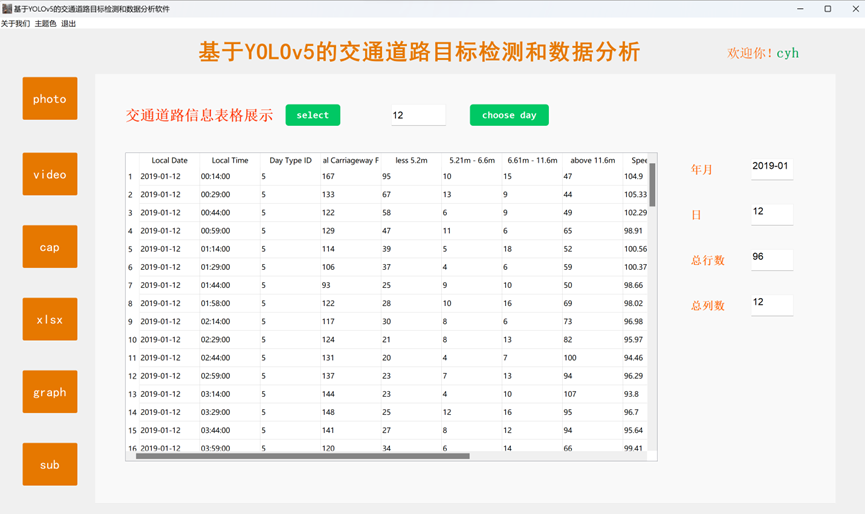 基于YOLOv5的交通道路目标检测和数据分析软件
关于我们 主题色 退出
基于YOLOv5的交通道路目标检测和数据分析
欢迎你！cyh
photo
video
cap
xlsx
graph
sub
交通道路信息表格展示 select 12 choose day
Local Date Local Time Day Type ID al Carriageway F less 5.2m 5.21m - 6.6m 6.61m - 11.6m above 11.6m Spee
1 2019-01-12 00:14:00 5 167 95 10 15 47 104.9
2 2019-01-12 00:29:00 5 133 67 13 9 44 105.33
3 2019-01-12 00:44:00 5 122 58 6 9 49 102.29
4 2019-01-12 00:59:00 5 129 47 11 6 65 98.91
5 2019-01-12 01:14:00 5 114 39 5 18 52 100.56
6 2019-01-12 01:29:00 5 106 37 4 6 59 100.37
7 2019-01-12 01:44:00 5 93 25 9 10 50 98.66
8 2019-01-12 01:58:00 5 122 28 10 16 69 98.02
9 2019-01-12 02:14:00 5 117 30 8 6 73 96.98
10 2019-01-12 02:29:00 5 124 21 8 13 82 95.97
11 2019-01-12 02:44:00 5 131 20 4 7 100 94.46
12 2019-01-12 02:59:00 5 137 23 7 13 94 96.29
13 2019-01-12 03:14:00 5 144 23 4 10 107 93.8
14 2019-01-12 03:29:00 5 148 25 12 16 95 96.7
15 2019-01-12 03:44:00 5 141 27 8 12 94 95.64
16 2019-01-12 03:59:00 5 120 34 6 14 66 99.41
年月 2019-01
日 12
总行数 96
总列数 12